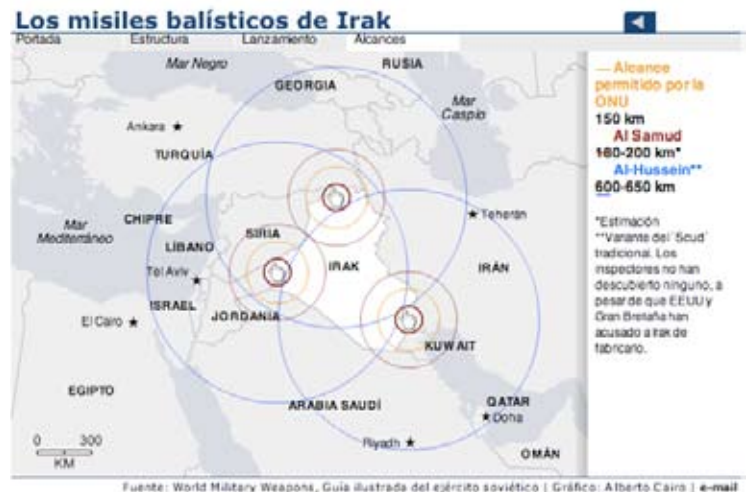 Los misiles balísticos de Irak
Portada Estructura Lanzamiento Alcances
Mar Negro
RUSIA
GEORGIA
Mar
Caspio
Ankara
TURQUÍA
Teherán
CHIPRE
Mar
Mediterráneo
SIRIA
LÍBANO
IRAK
IRÁN
Tel Aviv
ISRAEL
JORDANIA
El Cairo
KUWAIT
EGIPTO
ARABIA SAUDÍ
QATAR
Doha
Riyadh
OMÁN
0 300
KM
Alcance
permitido por la
ONU
150 km
Al Samud
160-200 km*
Al-Hussein**
600-650 km
*Estimación
**Variante del 'Scud'
tradicional. Los
inspectores no han
descubierto ninguno, a
pesar de que EEUU y
Gran Bretaña han
acusado a Irak de
fabricarlo.
Fuente: World Military Weapons, Guía ilustrada del ejército soviético | Gráfico: Alberto Cairo | e-mail